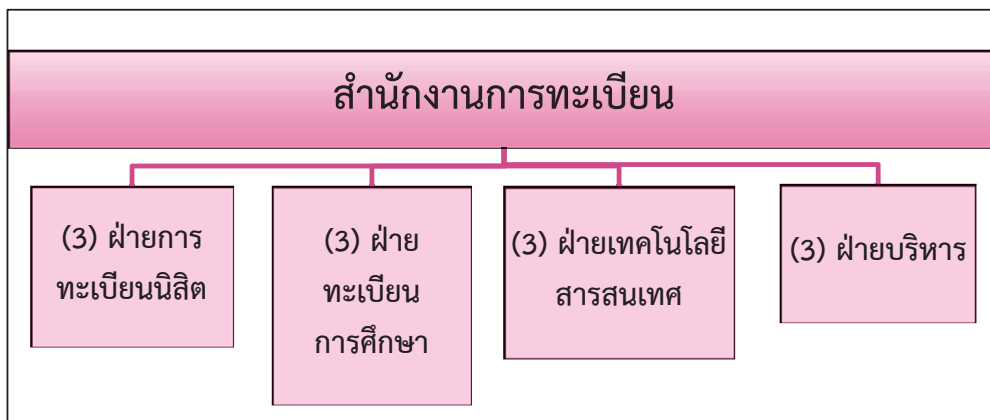 สำนักงานการทะเบียน
(3) ฝ่ายการ
ทะเบียนนิสิต
(3) ฝ่าย
ทะเบียน
การศึกษา
(3) ฝ่ายเทคโนโลยี
สารสนเทศ
(3) ฝ่ายบริหาร